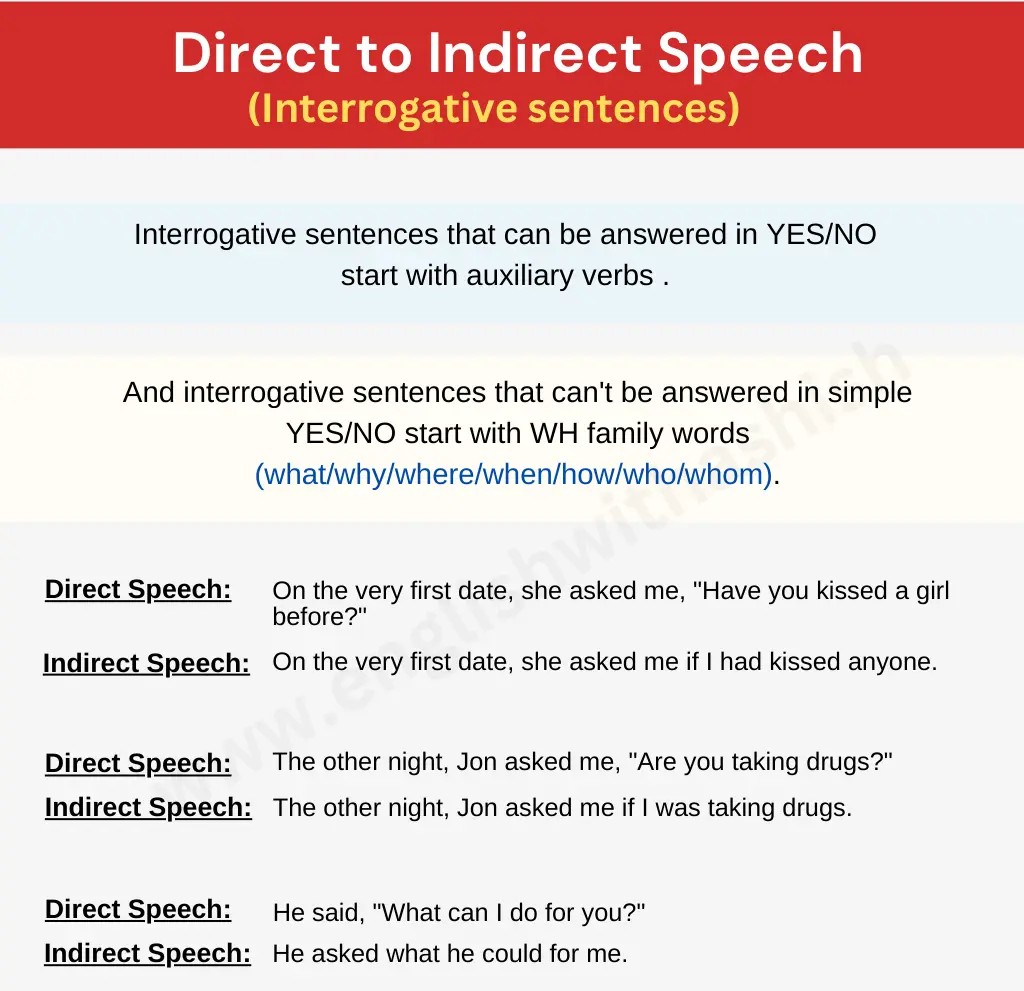 Direct to Indirect Speech
(Interrogative sentences)
Interrogative sentences that can be answered in YES/NO
start with auxiliary verbs .
And interrogative sentences that can't be answered in simple
YES/NO start with WH family words
(what/why/where/when/how/who/whom).
Direct Speech: On the very first date, she asked me, "Have you kissed a girl
before?"
Indirect Speech: On the very first date, she asked me if I had kissed anyone.
Direct Speech: The other night, Jon asked me, "Are you taking drugs?"
Indirect Speech: The other night, Jon asked me if I was taking drugs.
Direct Speech: He said, "What can I do for you?"
Indirect Speech: He asked what he could for me.
www.englishwithashish